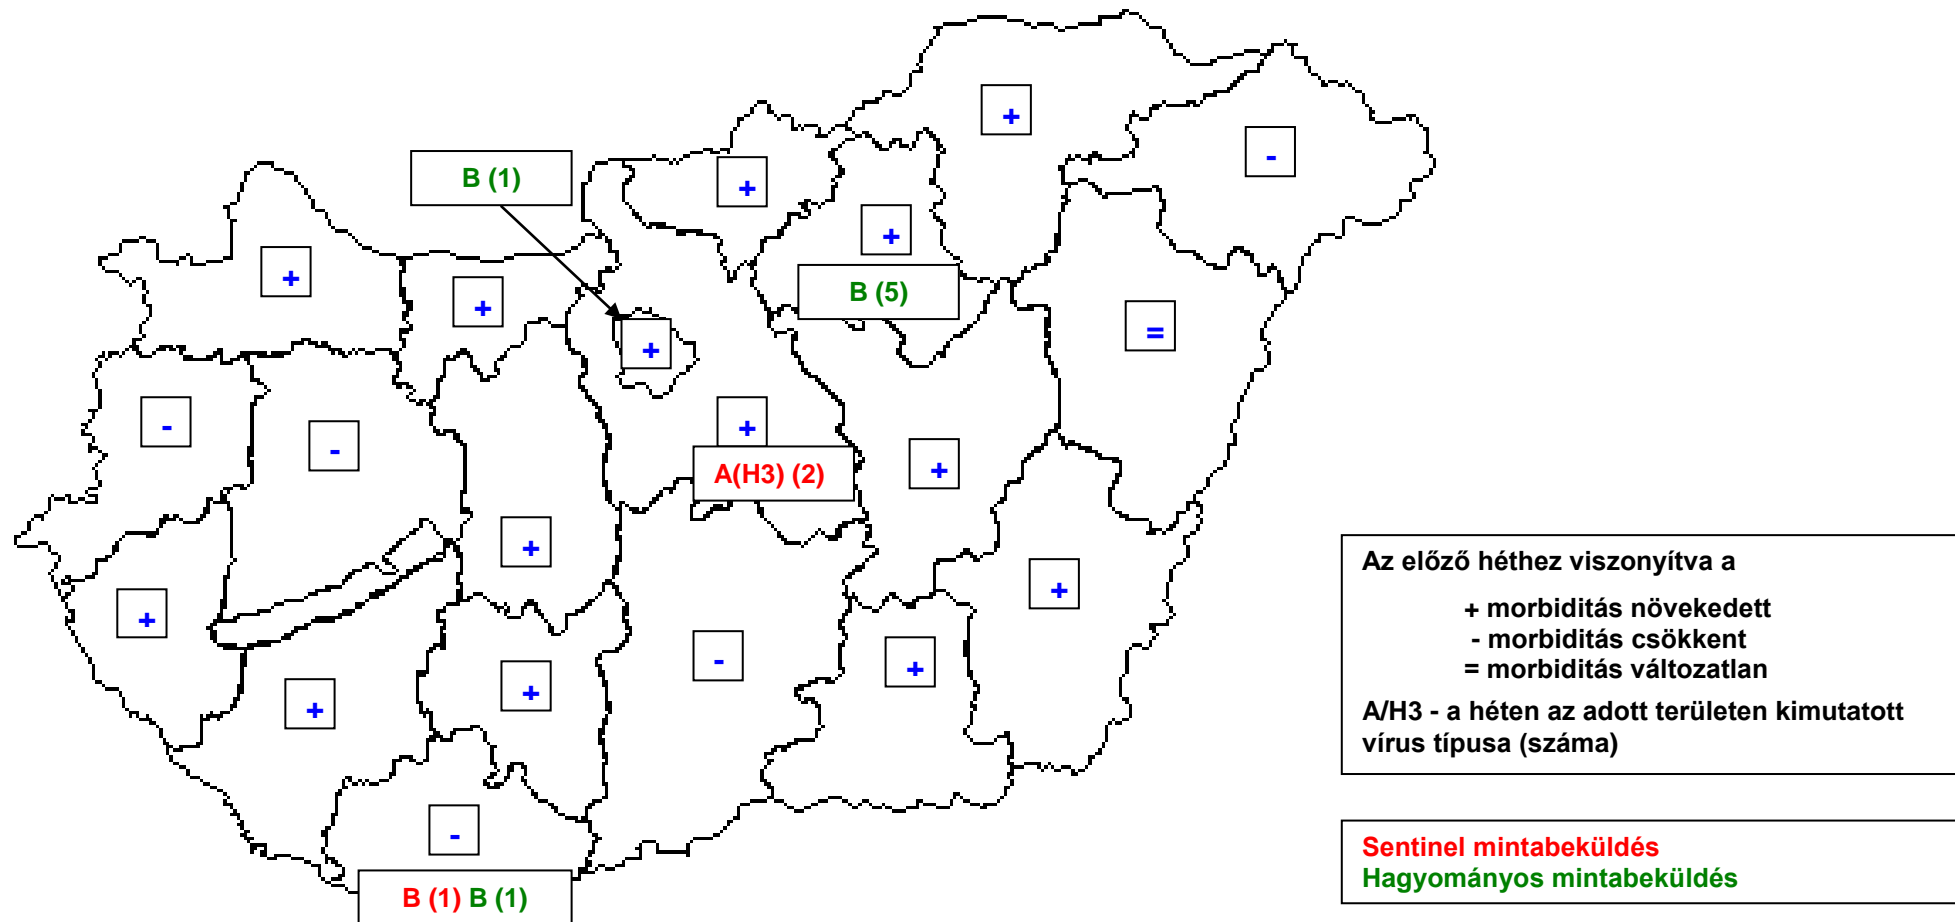 +
-
+
B (1)
+
+
B (5)
+
+
=
+
-
-
+
A(H3) (2)
+
+
+
+
-
+
+
+
-
B (1) B (1)
Az előző héthez viszonyítva a
+ morbiditás növekedett
- morbiditás csökkent
= morbiditás változatlan
A/H3 - a héten az adott területen kimutatott
vírus típusa (száma)
Sentinel mintabeküldés
Hagyományos mintabeküldés